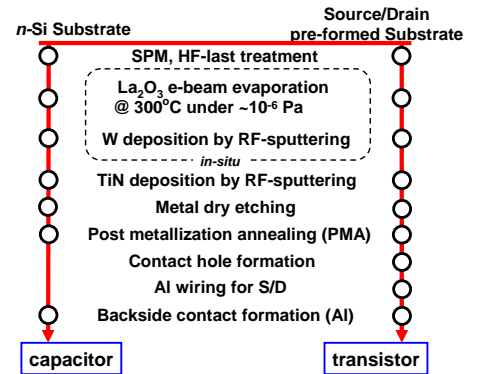 n-Si Substrate
Source/Drain
pre-formed Substrate
SPM, HF-last treatment
La₂O₃ e-beam evaporation
@ 300°C under ~10⁻⁶ Pa
W deposition by RF-sputtering
in-situ
TiN deposition by RF-sputtering
Metal dry etching
Post metallization annealing (PMA)
Contact hole formation
Al wiring for S/D
Backside contact formation (Al)
capacitor
transistor